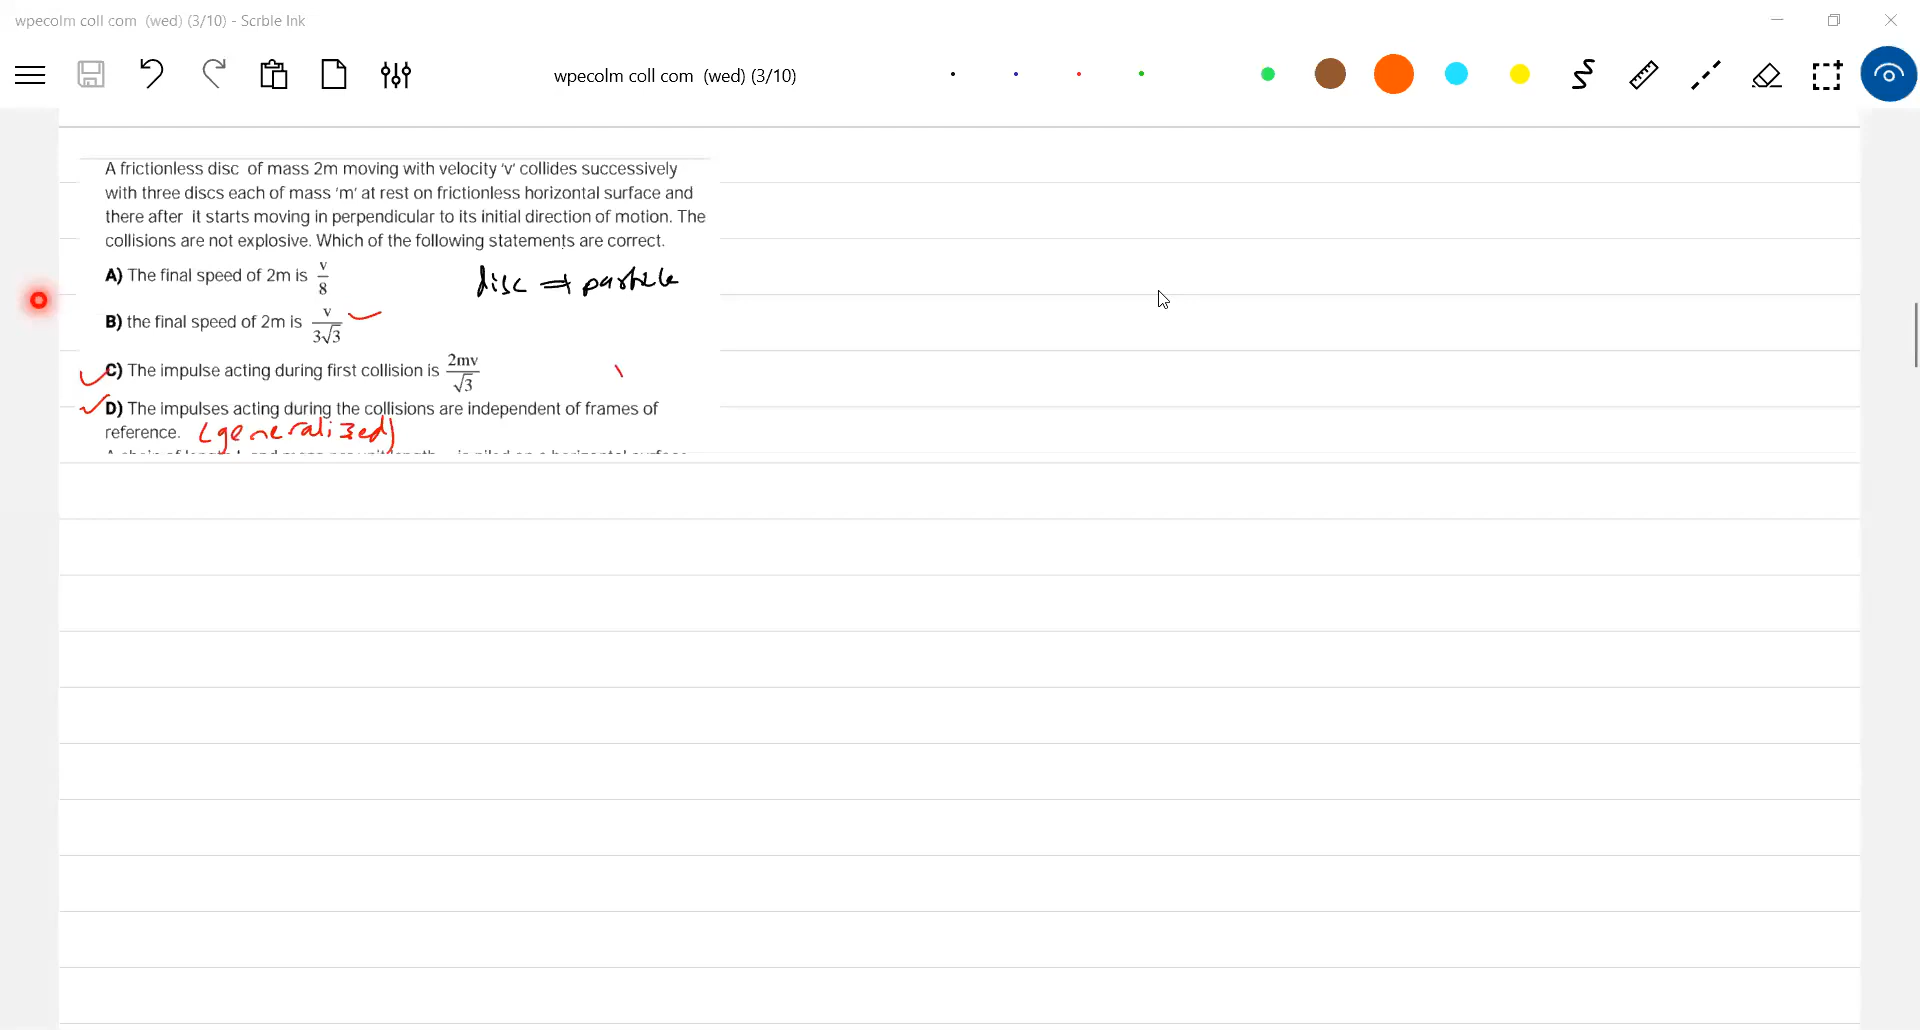 wpecolm coll com (wed) (3/10) - Scrble Ink
wpecolm coll com (wed) (3/10)
A frictionless disc of mass 2m moving with velocity 'v' collides successively
with three discs each of mass 'm' at rest on frictionless horizontal surface and
there after it starts moving in perpendicular to its initial direction of motion. The
collisions are not explosive. Which of the following statements are correct.
A) The final speed of 2m is v/8
disc → particle
B) the final speed of 2m is v/3√3
C) The impulse acting during first collision is 2mv/√3
D) The impulses acting during the collisions are independent of frames of
reference. (generalized)